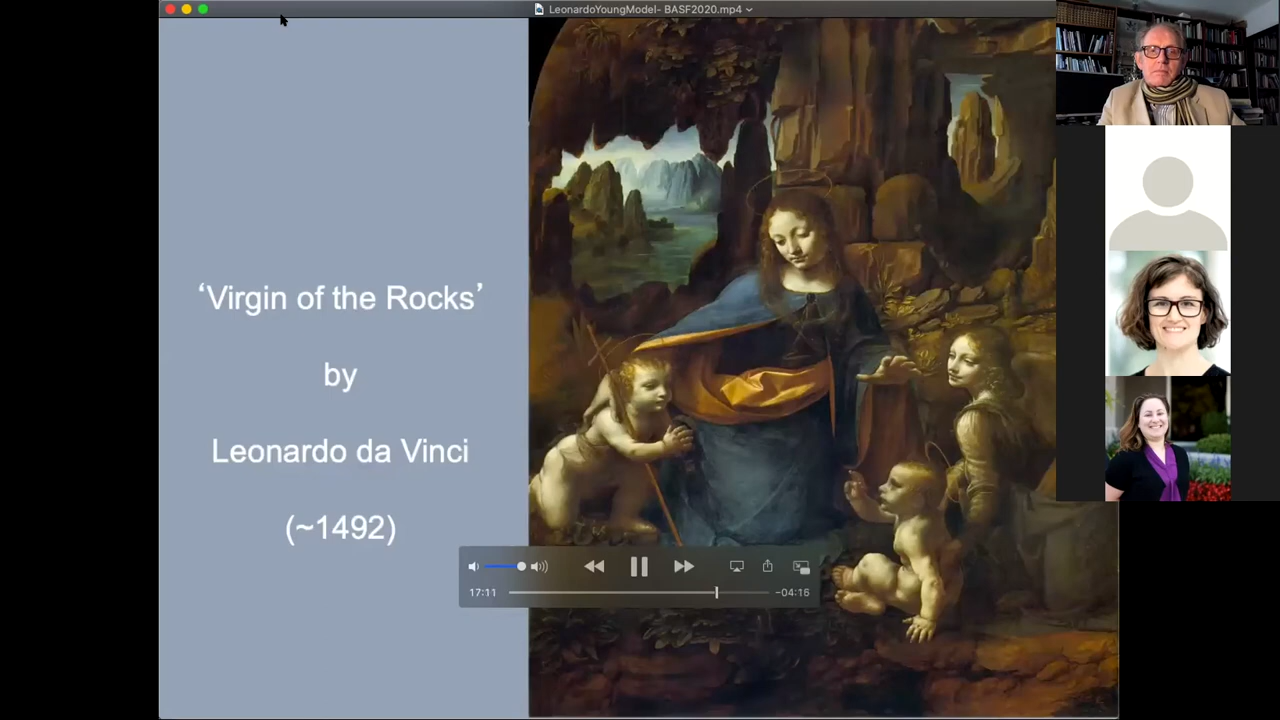 LeonardoYoungModel- BASF2020.mp4
‘Virgin of the Rocks’
by
Leonardo da Vinci
(~1492)
17:11
−04:16